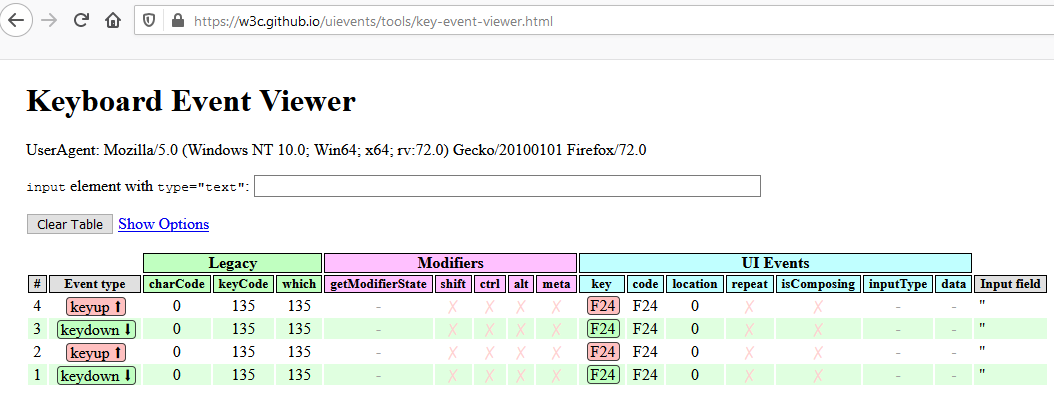 https://w3c.github.io/uievents/tools/key-event-viewer.html
Keyboard Event Viewer
UserAgent: Mozilla/5.0 (Windows NT 10.0; Win64; x64; rv:72.0) Gecko/20100101 Firefox/72.0
input element with type="text":
Clear Table Show Options
Legacy Modifiers UI Events
# Event type charCode keyCode which getModifierState shift ctrl alt meta key code location repeat isComposing inputType data Input field
4 keyup ⬆ 0 135 135 - ✗ ✗ ✗ ✗ F24 F24 0 ✗ ✗ - - "
3 keydown ⬇ 0 135 135 - ✗ ✗ ✗ ✗ F24 F24 0 ✗ ✗ - - "
2 keyup ⬆ 0 135 135 - ✗ ✗ ✗ ✗ F24 F24 0 ✗ ✗ - - "
1 keydown ⬇ 0 135 135 - ✗ ✗ ✗ ✗ F24 F24 0 ✗ ✗ - - "